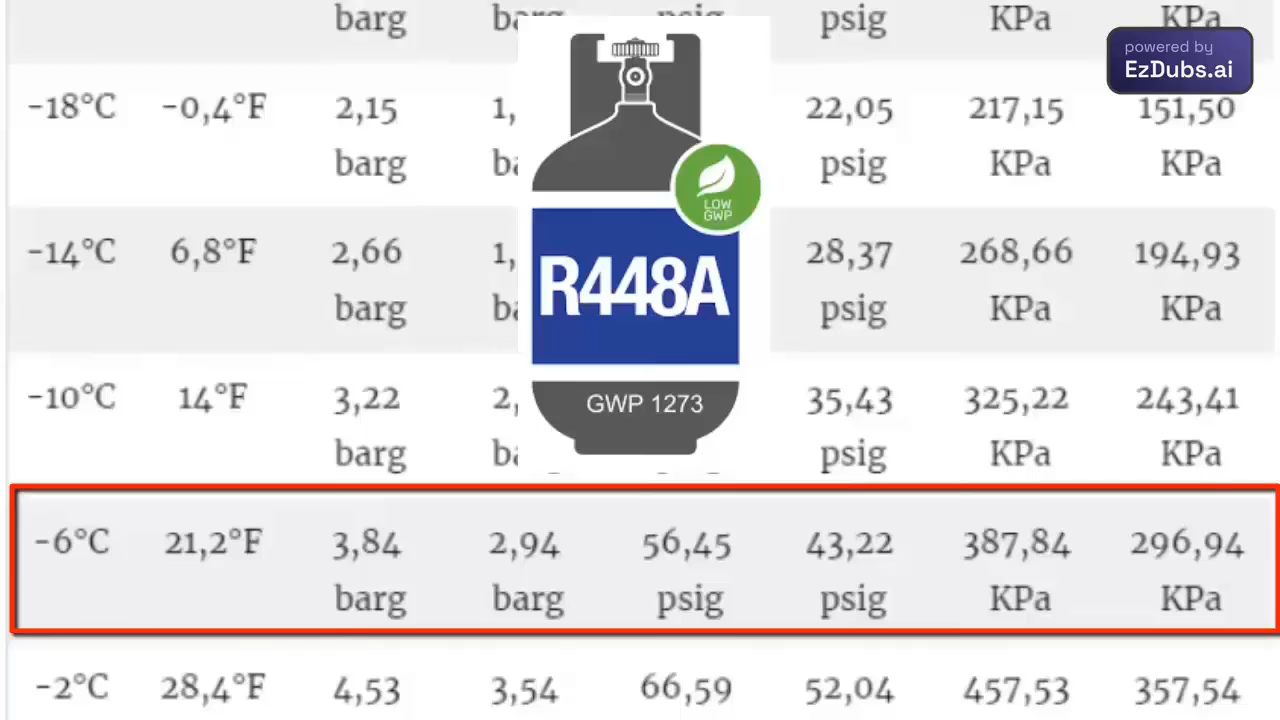 barg barg psig psig KPa KPa
powered by
EzDubs.ai
-18°C -0,4°F 2,15 1, 22,05 217,15 151,50
barg psig KPa KPa
LOW
GWP
-14°C 6,8°F 2,66 1, 28,37 268,66 194,93
barg psig KPa KPa
R448A
-10°C 14°F 3,22 2, 35,43 325,22 243,41
GWP 1273
barg psig KPa KPa
-6°C 21,2°F 3,84 2,94 56,45 43,22 387,84 296,94
barg barg psig psig KPa KPa
-2°C 28,4°F 4,53 3,54 66,59 52,04 457,53 357,54